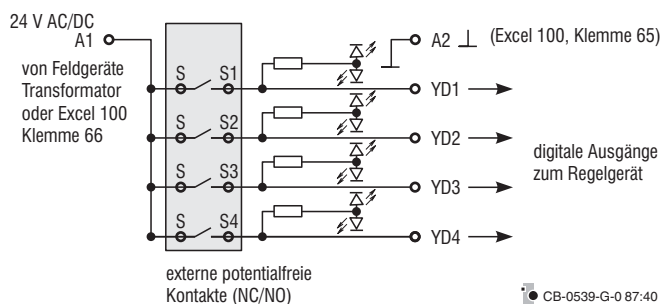 24 V AC/DC
A1
von Feldgeräte
Transformator
oder Excel 100
Klemme 66
S S1
S S2
S S3
S S4
A2 (Excel 100, Klemme 65)
YD1
YD2
YD3
YD4
digitale Ausgänge
zum Regelgerät
externe potentialfreie
Kontakte (NC/NO)
CB-0539-G-0 87:40